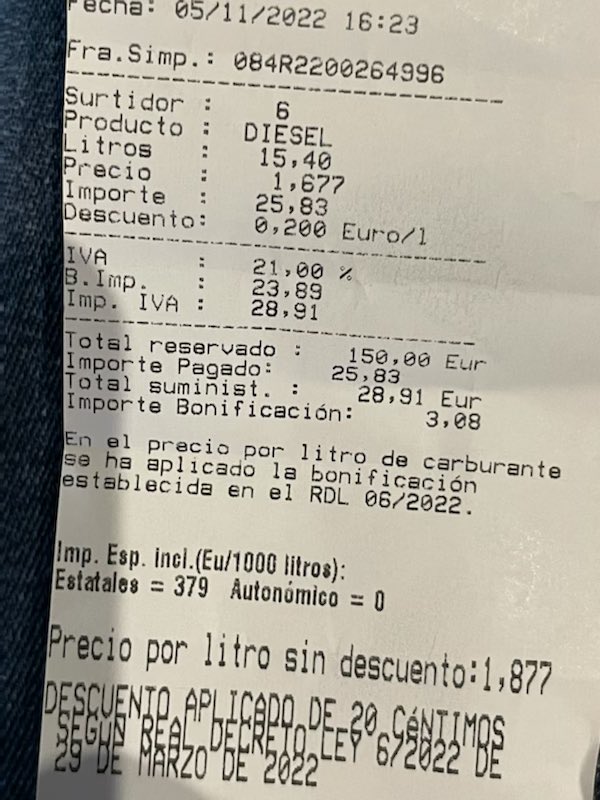 Fecha: 05/11/2022 16:23
Fra.Simp.: 084R2200264996
Surtidor : 6
Producto : DIESEL
Litros : 15,40
Precio : 1,677
Importe : 25,83
Descuento: 0,200 Euro/l
IVA : 21,00 %
B.Imp. : 23,89
Imp. IVA : 28,91
Total reservado : 150,00 Eur
Importe Pagado: 25,83
Total suminist. : 28,91 Eur
Importe Bonificación: 3,08
En el precio por litro de carburante
se ha aplicado la bonificación
establecida en el RDL 06/2022.
Imp. Esp. incl.(Eu/1000 litros):
Estatales = 379 Autonómico = 0
Precio por litro sin descuento:1,877
DESCUENTO APLICADO DE 20 CéNTIMOS
SEGUN REAL DECRETO LEY 6/2022 DE
29 DE MARZO DE 2022